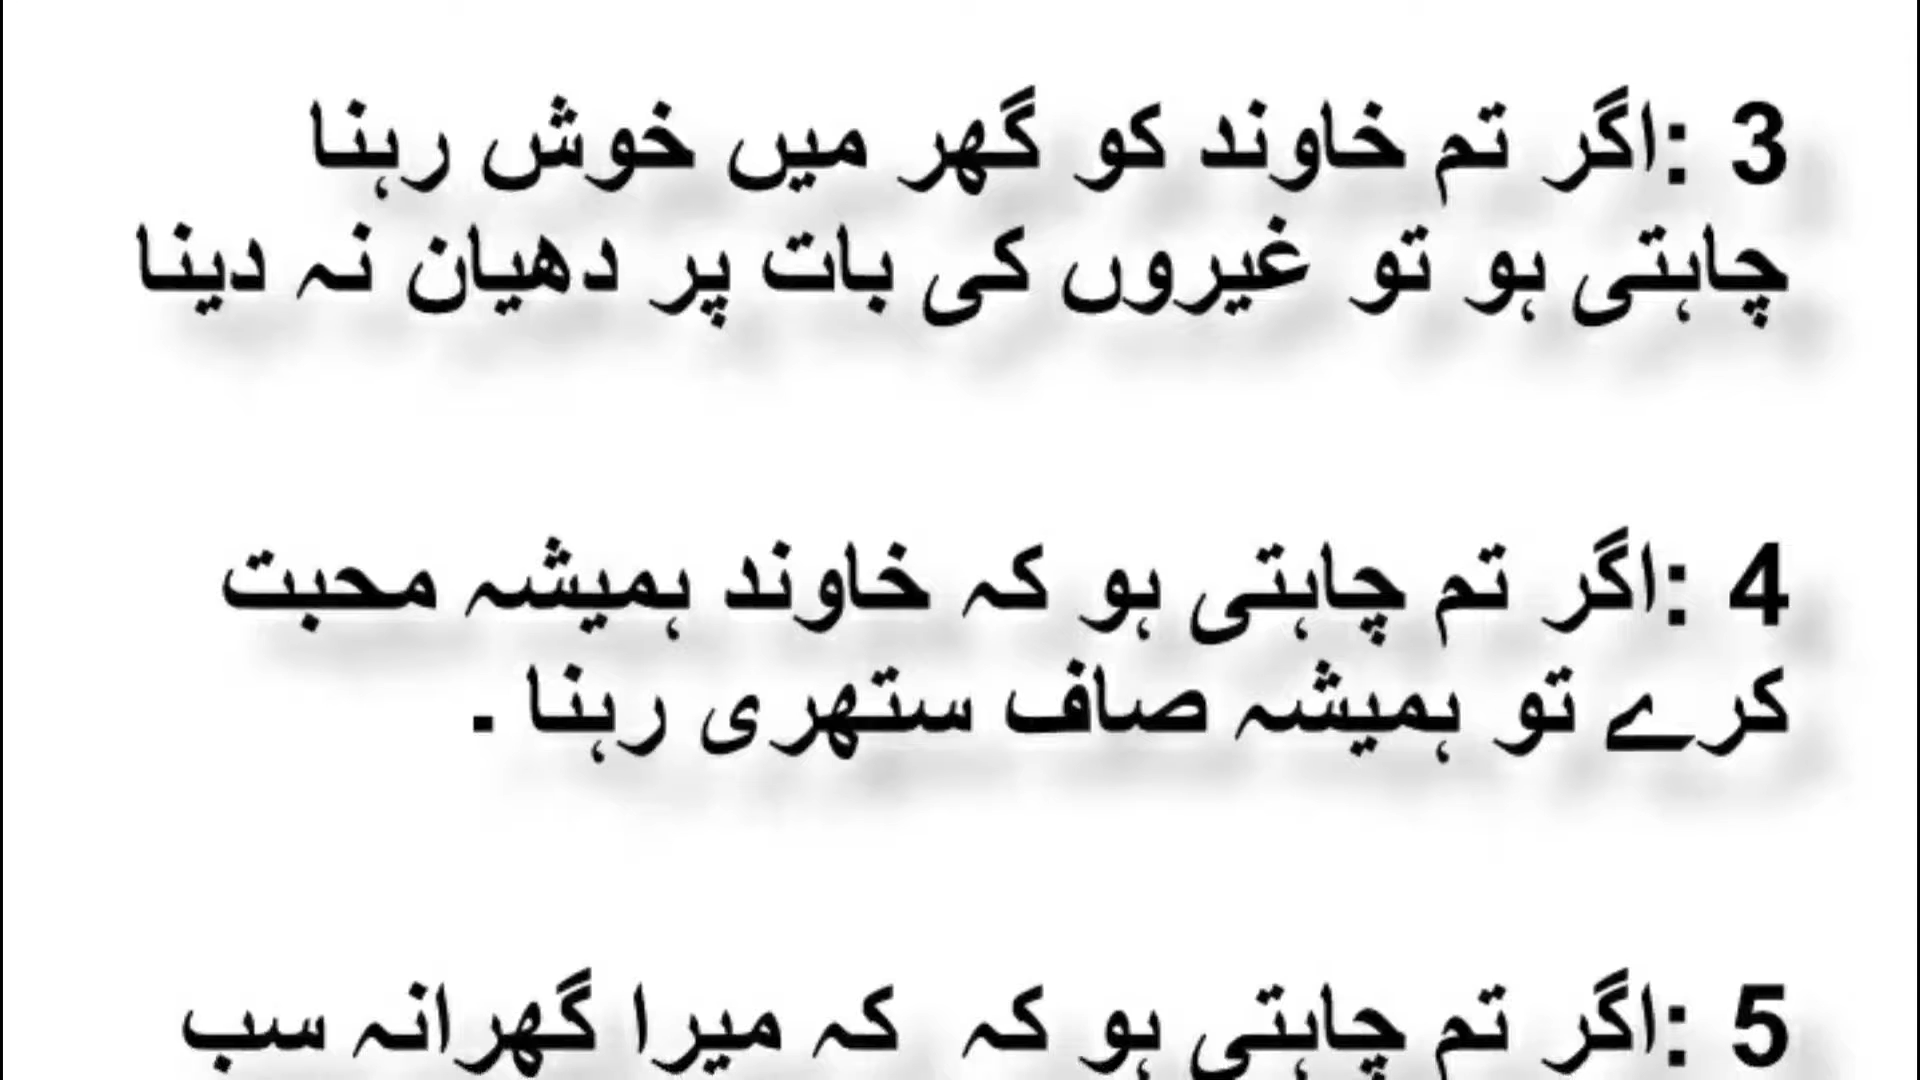 3 :اگر تم خاوند کو گھر میں خوش رہنا
چاہتی ہو تو غیروں کی بات پر دھیان نہ دینا
4 :اگر تم چاہتی ہو کہ خاوند ہمیشہ محبت
کرے تو ہمیشہ صاف ستھری رہنا .
5 :اگر تم چاہتی ہو کہ کہ میرا گھرانہ سب